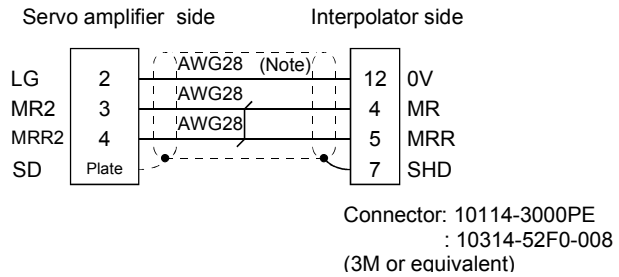 Servo amplifier side Interpolator side
AWG28 (Note)
LG 2 12 0V
AWG28
MR2 3 4 MR
AWG28
MRR2 4 5 MRR
SD Plate 7 SHD
Connector: 10114-3000PE
: 10314-52F0-008
(3M or equivalent)